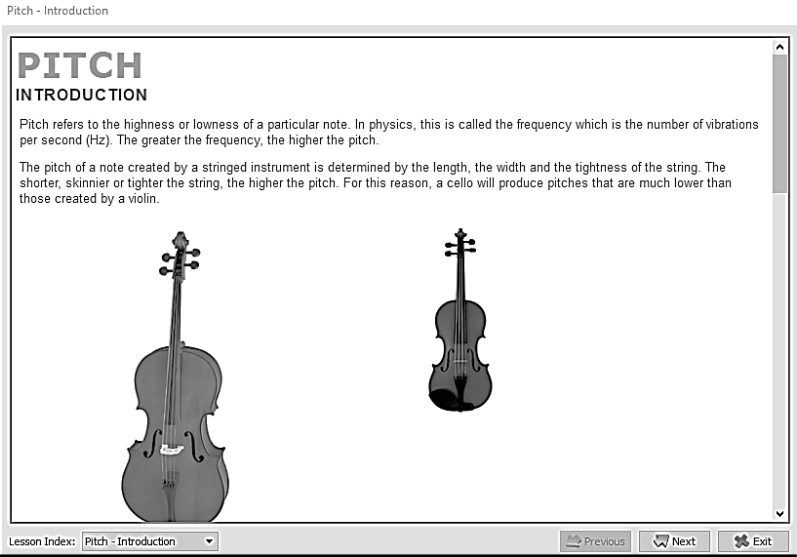 Pitch - Introduction
PITCH
INTRODUCTION
Pitch refers to the highness or lowness of a particular note. In physics, this is called the frequency which is the number of vibrations
per second (Hz). The greater the frequency, the higher the pitch.
The pitch of a note created by a stringed instrument is determined by the length, the width and the tightness of the string. The
shorter, skinnier or tighter the string, the higher the pitch. For this reason, a cello will produce pitches that are much lower than
those created by a violin.
Lesson Index: Pitch - Introduction Previous Next Exit